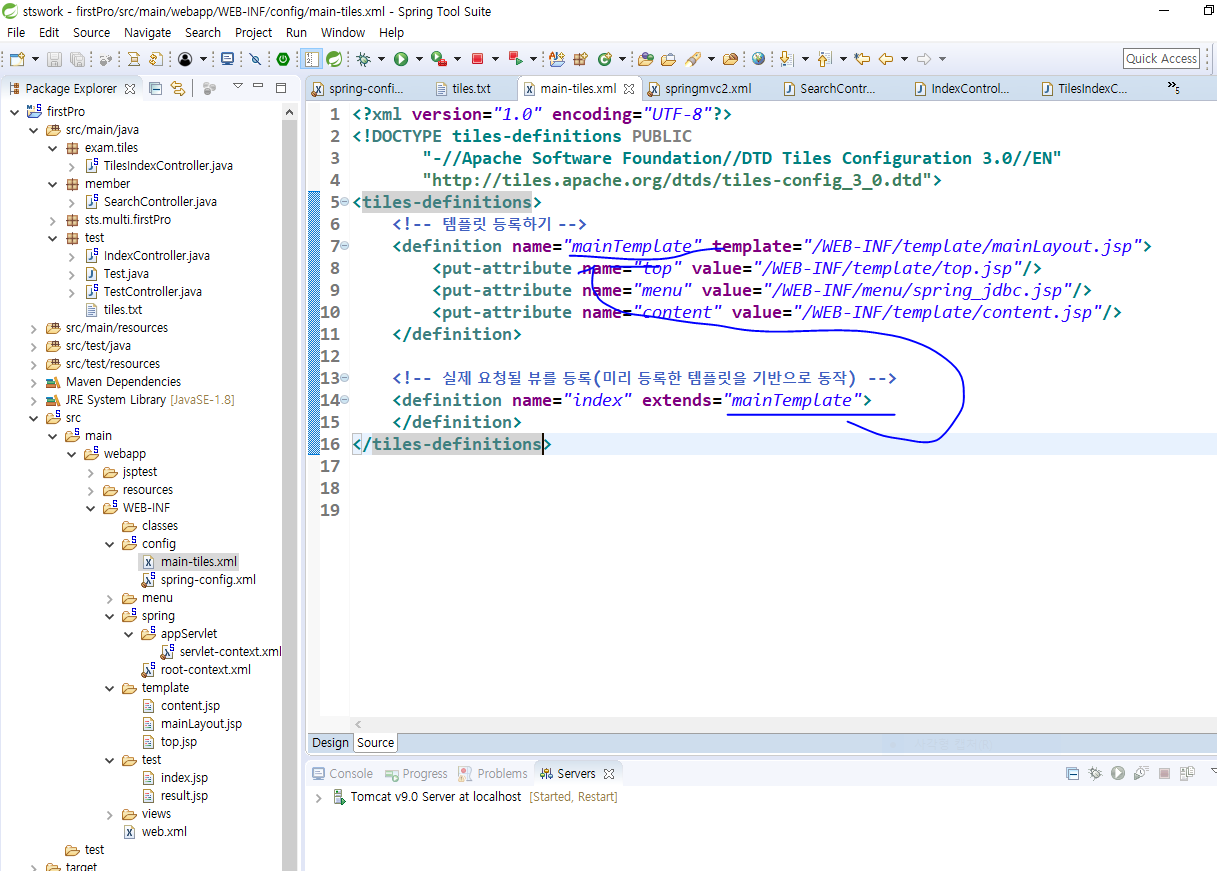 stswork - firstPro/src/main/webapp/WEB-INF/config/main-tiles.xml - Spring Tool Suite
File Edit Source Navigate Search Project Run Window Help
Quick Access
Package Explorer
firstPro
src/main/java
exam.tiles
TilesIndexController.java
member
SearchController.java
sts.multi.firstPro
test
IndexController.java
Test.java
TestController.java
tiles.txt
src/main/resources
src/test/java
src/test/resources
Maven Dependencies
JRE System Library [JavaSE-1.8]
src
main
webapp
jsptest
resources
WEB-INF
classes
config
main-tiles.xml
spring-config.xml
menu
spring
appServlet
servlet-context.xml
root-context.xml
template
content.jsp
mainLayout.jsp
top.jsp
test
index.jsp
result.jsp
views
web.xml
test
target
spring-confi... tiles.txt main-tiles.xml springmvc2.xml SearchContr... IndexControl... TilesIndexC... »5
1 <?xml version="1.0" encoding="UTF-8"?>
2 <!DOCTYPE tiles-definitions PUBLIC
3 "-//Apache Software Foundation//DTD Tiles Configuration 3.0//EN"
4 "http://tiles.apache.org/dtds/tiles-config_3_0.dtd">
5 <tiles-definitions>
6 <!-- 템플릿 등록하기 -->
7 <definition name="mainTemplate" template="/WEB-INF/template/mainLayout.jsp">
8 <put-attribute name="top" value="/WEB-INF/template/top.jsp"/>
9 <put-attribute name="menu" value="/WEB-INF/menu/spring_jdbc.jsp"/>
10 <put-attribute name="content" value="/WEB-INF/template/content.jsp"/>
11 </definition>
12
13 <!-- 실제 요청될 뷰를 등록(미리 등록한 템플릿을 기반으로 동작) -->
14 <definition name="index" extends="mainTemplate">
15 </definition>
16 </tiles-definitions>
17
18
19
Design Source
Console Progress Problems Servers
Tomcat v9.0 Server at localhost [Started, Restart]